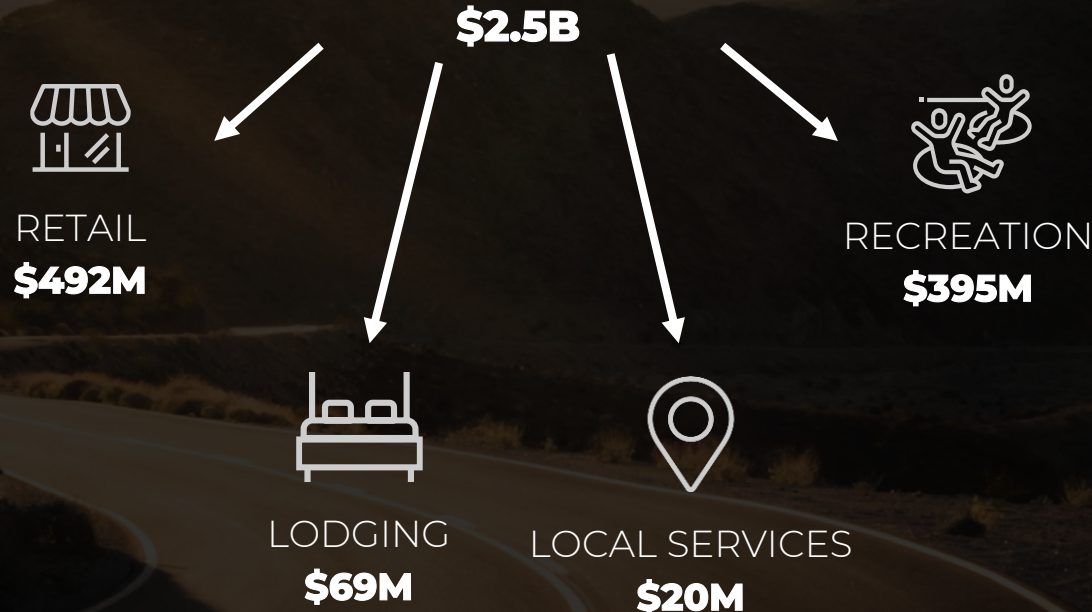 $2.5B
RETAIL
$492M
RECREATION
$395M
LODGING
$69M
LOCAL SERVICES
$20M